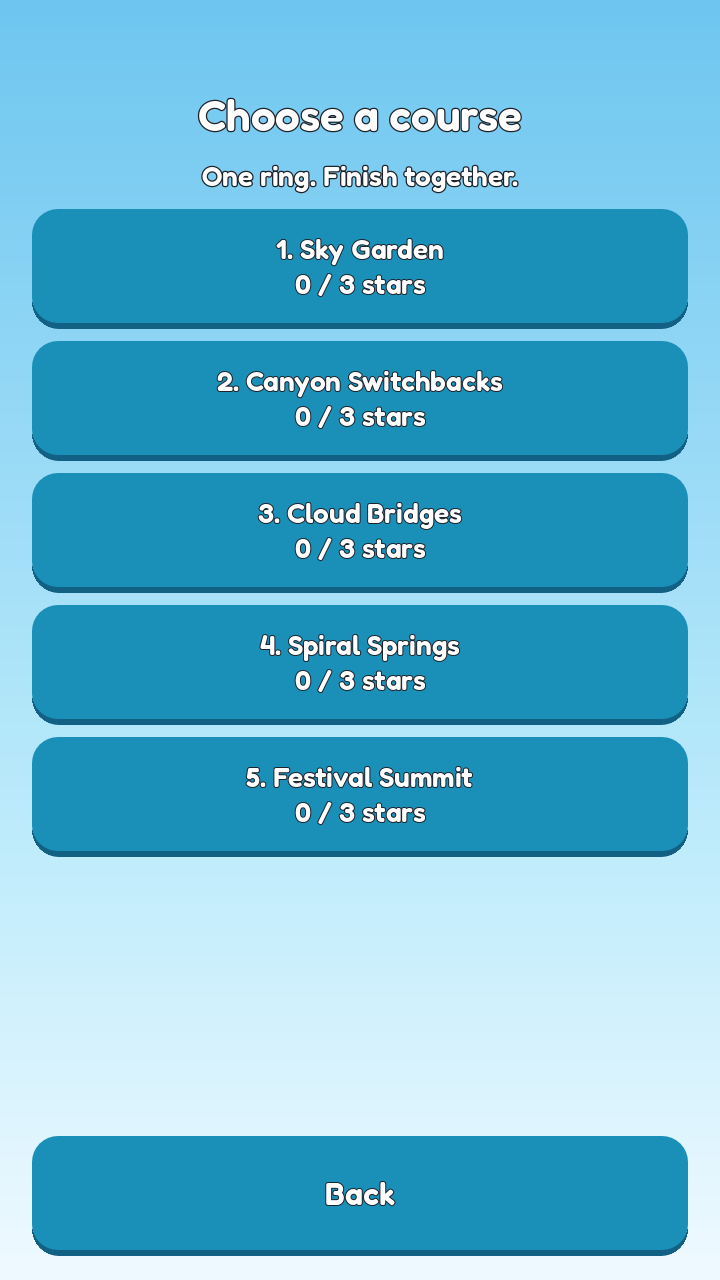 Choose a course
One ring. Finish together.
1. Sky Garden
0 / 3 stars
2. Canyon Switchbacks
0 / 3 stars
3. Cloud Bridges
0 / 3 stars
4. Spiral Springs
0 / 3 stars
5. Festival Summit
0 / 3 stars
Back